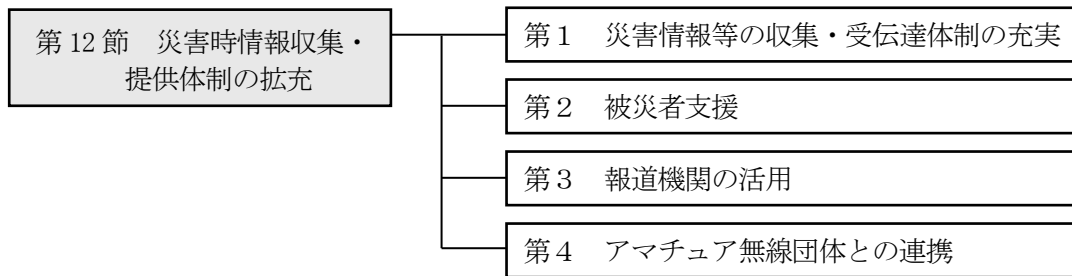 第12節　災害時情報収集・
提供体制の拡充
第１　災害情報等の収集・受伝達体制の充実
第２　被災者支援
第３　報道機関の活用
第４　アマチュア無線団体との連携